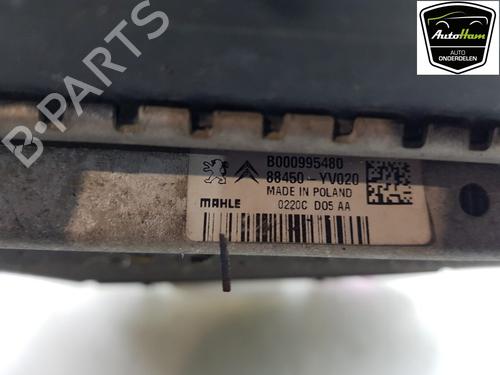 AutoHam
AUTO
ONDERDELEN
B-PARTS
B000995480
88450-YV020
MADE IN POLAND
MAHLE
0220C D05 AA